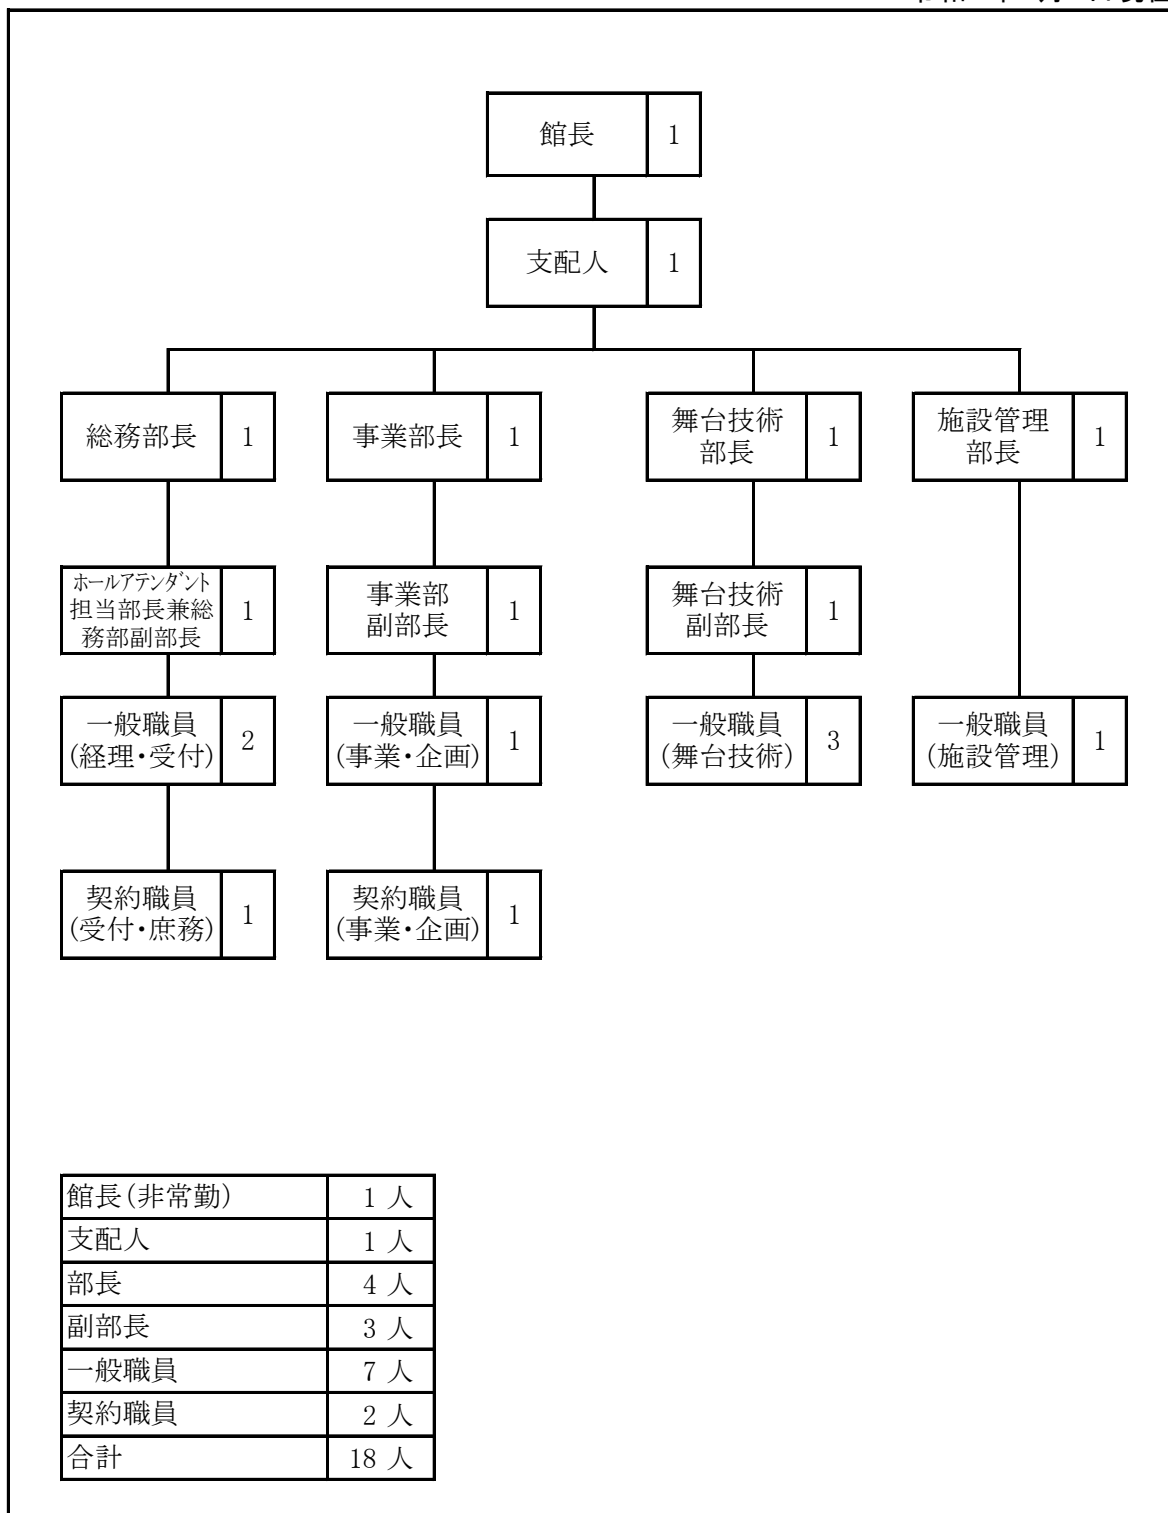 館長 1
支配人 1
総務部長 1
事業部長 1
舞台技術
部長 1
施設管理
部長 1
ホールアテンダント
担当部長兼総
務部副部長 1
事業部
副部長 1
舞台技術
副部長 1
一般職員
(経理・受付) 2
一般職員
(事業・企画) 1
一般職員
(舞台技術) 3
一般職員
(施設管理) 1
契約職員
(受付・庶務) 1
契約職員
(事業・企画) 1
館長(非常勤) 1 人
支配人 1 人
部長 4 人
副部長 3 人
一般職員 7 人
契約職員 2 人
合計 18 人